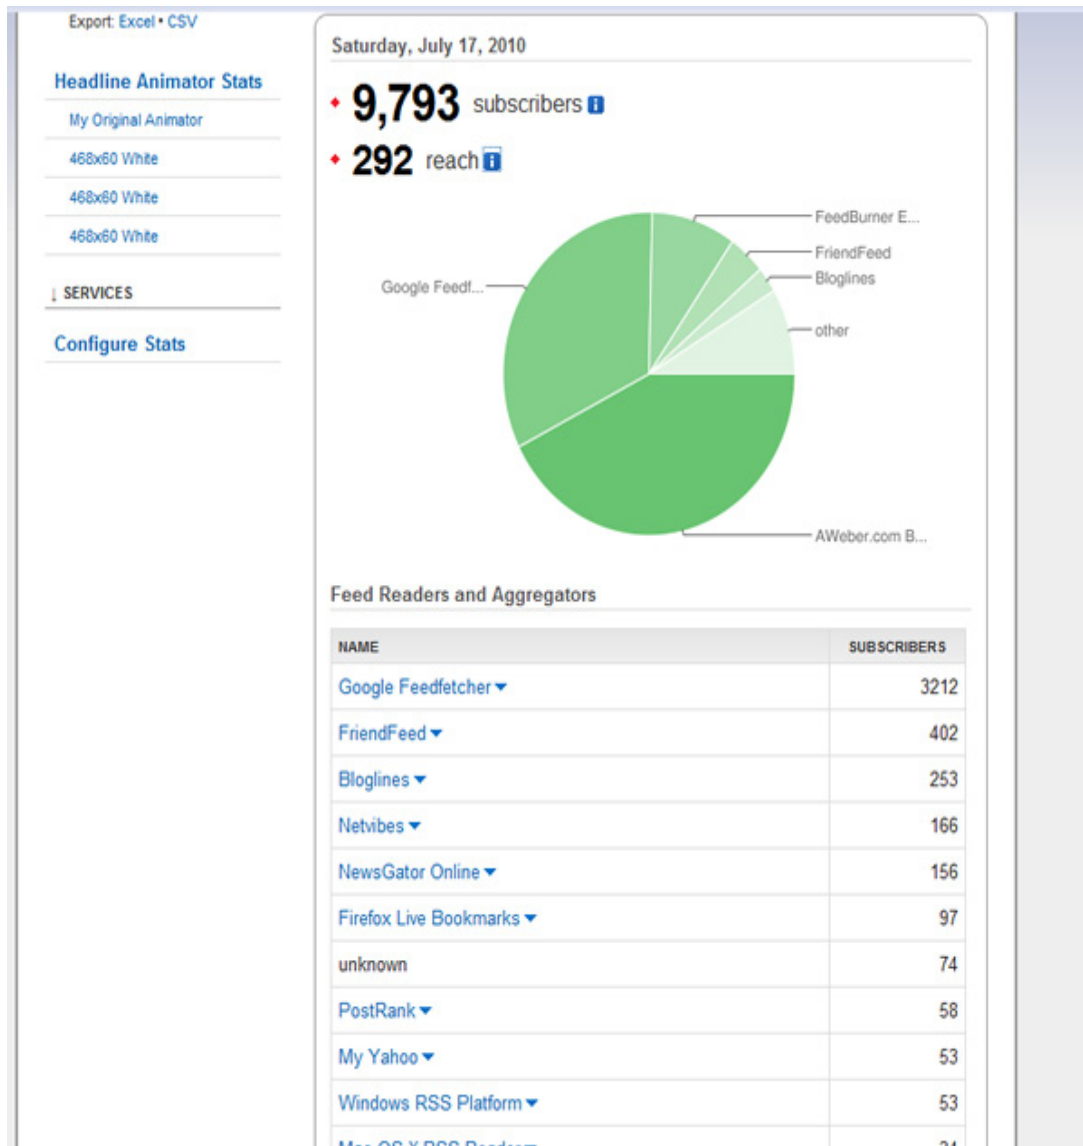 Export: Excel • CSV
Headline Animator Stats
My Original Animator
468x60 White
468x60 White
468x60 White
↓ SERVICES
Configure Stats
Saturday, July 17, 2010
9,793 subscribers
292 reach
FeedBurner E...
FriendFeed
Bloglines
Google Feedf...
other
AWeber.com B...
Feed Readers and Aggregators
NAME SUBSCRIBERS
Google Feedfetcher 3212
FriendFeed 402
Bloglines 253
Netvibes 166
NewsGator Online 156
Firefox Live Bookmarks 97
unknown 74
PostRank 58
My Yahoo 53
Windows RSS Platform 53